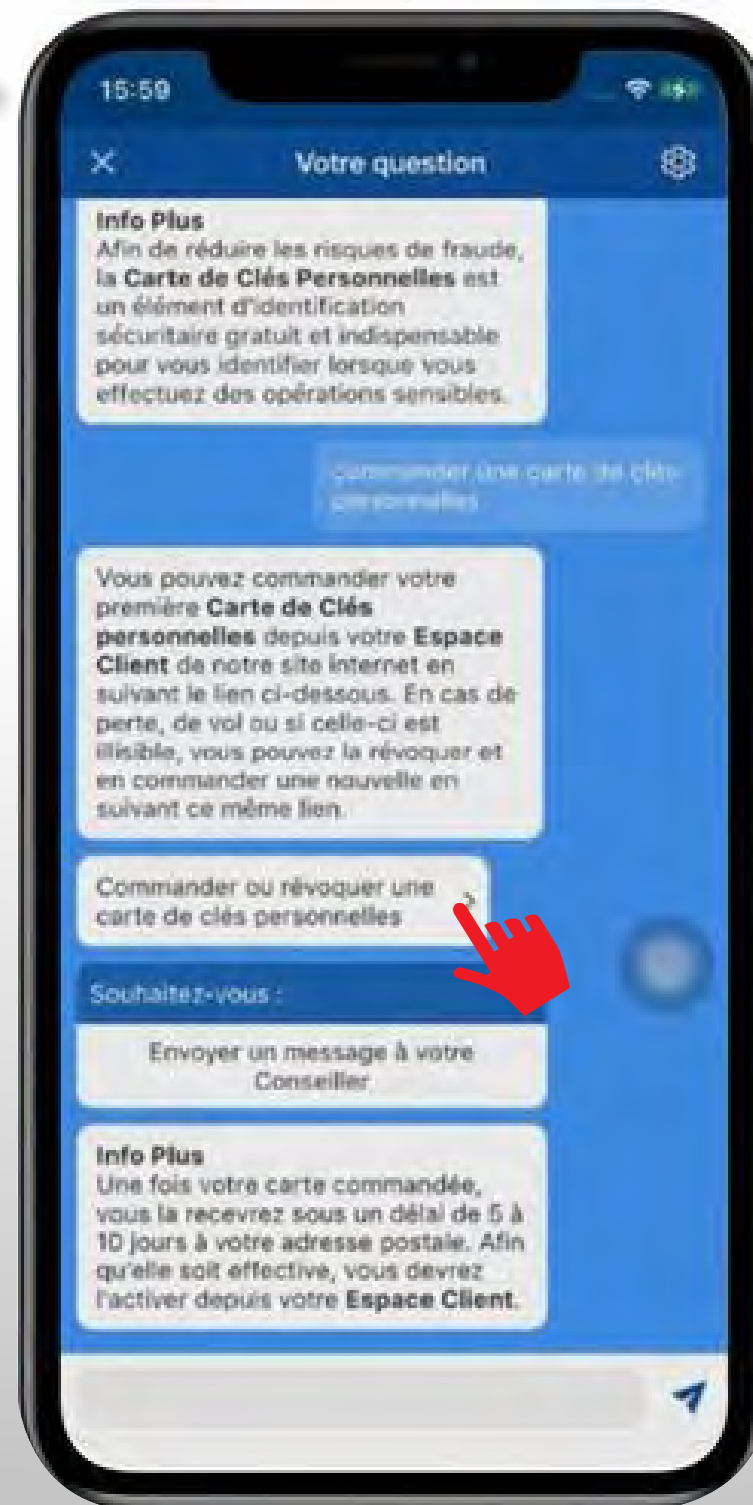 15:59
Votre question
Info Plus
Afin de réduire les risques de fraude,
la Carte de Clés Personnelles est
un élément d'identification
sécuritaire gratuit et indispensable
pour vous identifier lorsque vous
effectuez des opérations sensibles.
commander une carte de clés
personnelles
Vous pouvez commander votre
première Carte de Clés
personnelles depuis votre Espace
Client de notre site internet en
suivant le lien ci-dessous. En cas de
perte, de vol ou si celle-ci est
illisible, vous pouvez la révoquer et
en commander une nouvelle en
suivant ce même lien.
Commander ou révoquer une
carte de clés personnelles
Souhaitez-vous :
Envoyer un message à votre
Conseiller
Info Plus
Une fois votre carte commandée,
vous la recevrez sous un délai de 5 à
10 jours à votre adresse postale. Afin
qu'elle soit effective, vous devrez
l'activer depuis votre Espace Client.